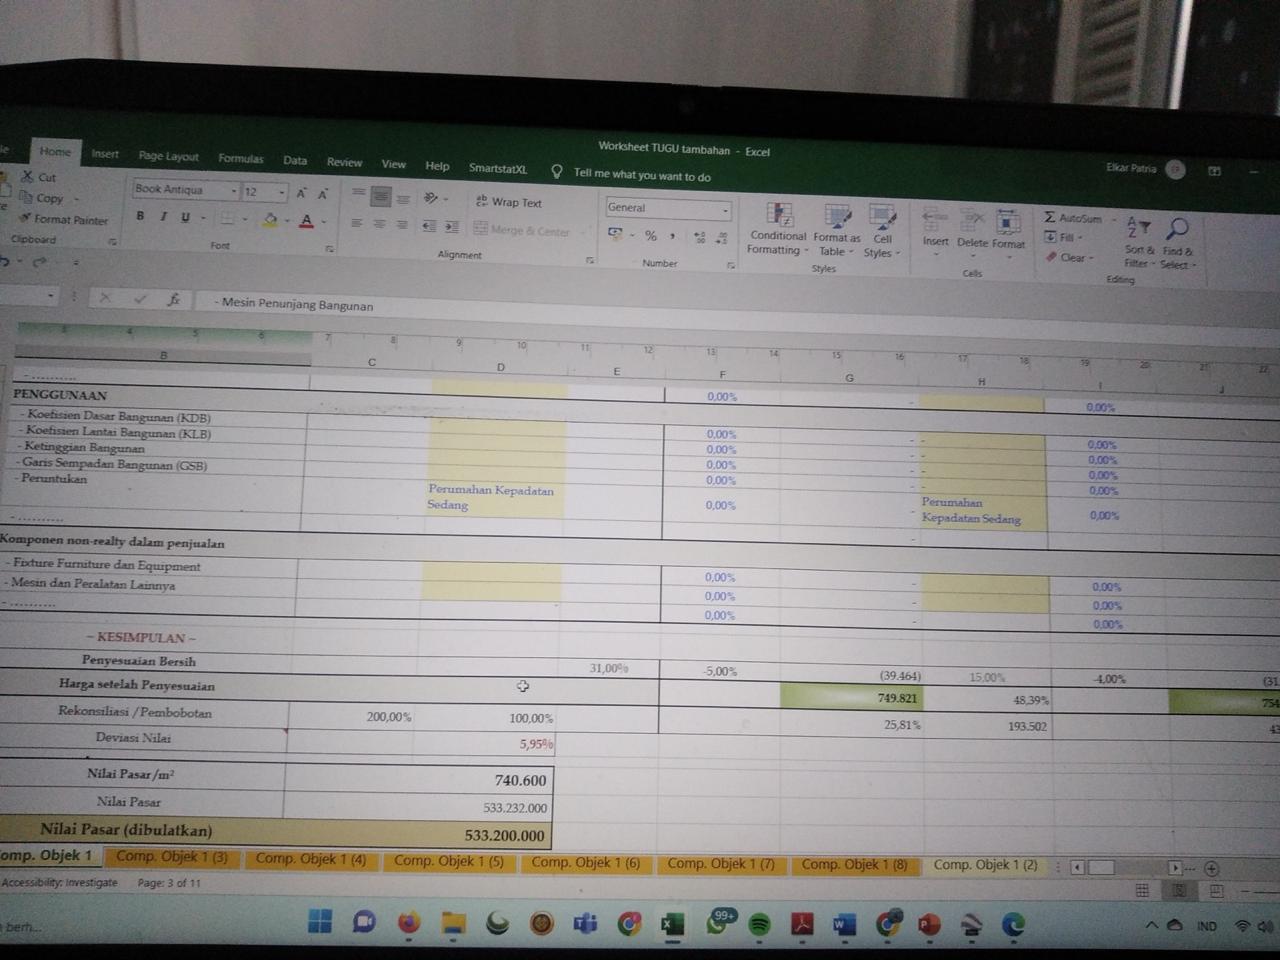 Worksheet TUGU tambahan - Excel
Elkar Patria
Home Insert Page Layout Formulas Data Review View Help SmartstatXL Tell me what you want to do
Cut
Copy
Format Painter
Clipboard
Book Antiqua 12
B I U
Font
Wrap Text
Merge & Center
Alignment
General
Number
Conditional Formatting
Format as Table
Cell Styles
Styles
Insert Delete Format
Cells
AutoSum
Fill
Clear
Sort & Filter
Find & Select
Editing
fx - Mesin Penunjang Bangunan
B C D E F G H I J
- ..........
PENGGUNAAN 0,00% - 0,00%
- Koefisien Dasar Bangunan (KDB)
- Koefisien Lantai Bangunan (KLB) 0,00% - - 0,00%
- Ketinggian Bangunan 0,00% - - 0,00%
- Garis Sempadan Bangunan (GSB) 0,00% - - 0,00%
- Peruntukan 0,00% - - 0,00%
Perumahan Kepadatan Sedang 0,00% - Perumahan Kepadatan Sedang 0,00%
- ..........
Komponen non-realty dalam penjualan
- Fixture Furniture dan Equipment 0,00% - 0,00%
- Mesin dan Peralatan Lainnya 0,00% - 0,00%
- .......... 0,00% - 0,00%
~ KESIMPULAN ~
Penyesuaian Bersih 31,00% -5,00% (39.464) 15,00% -4,00% (31
Harga setelah Penyesuaian 749.821 48,39% 754
Rekonsiliasi /Pembobotan 200,00% 100,00% 25,81% 193.502 43
Deviasi Nilai 5,95%
Nilai Pasar/m² 740.600
Nilai Pasar 533.232.000
Nilai Pasar (dibulatkan) 533.200.000
omp. Objek 1 Comp. Objek 1 (3) Comp. Objek 1 (4) Comp. Objek 1 (5) Comp. Objek 1 (6) Comp. Objek 1 (7) Comp. Objek 1 (8) Comp. Objek 1 (2)
Accessibility: Investigate Page: 3 of 11
berh...
99+
IND